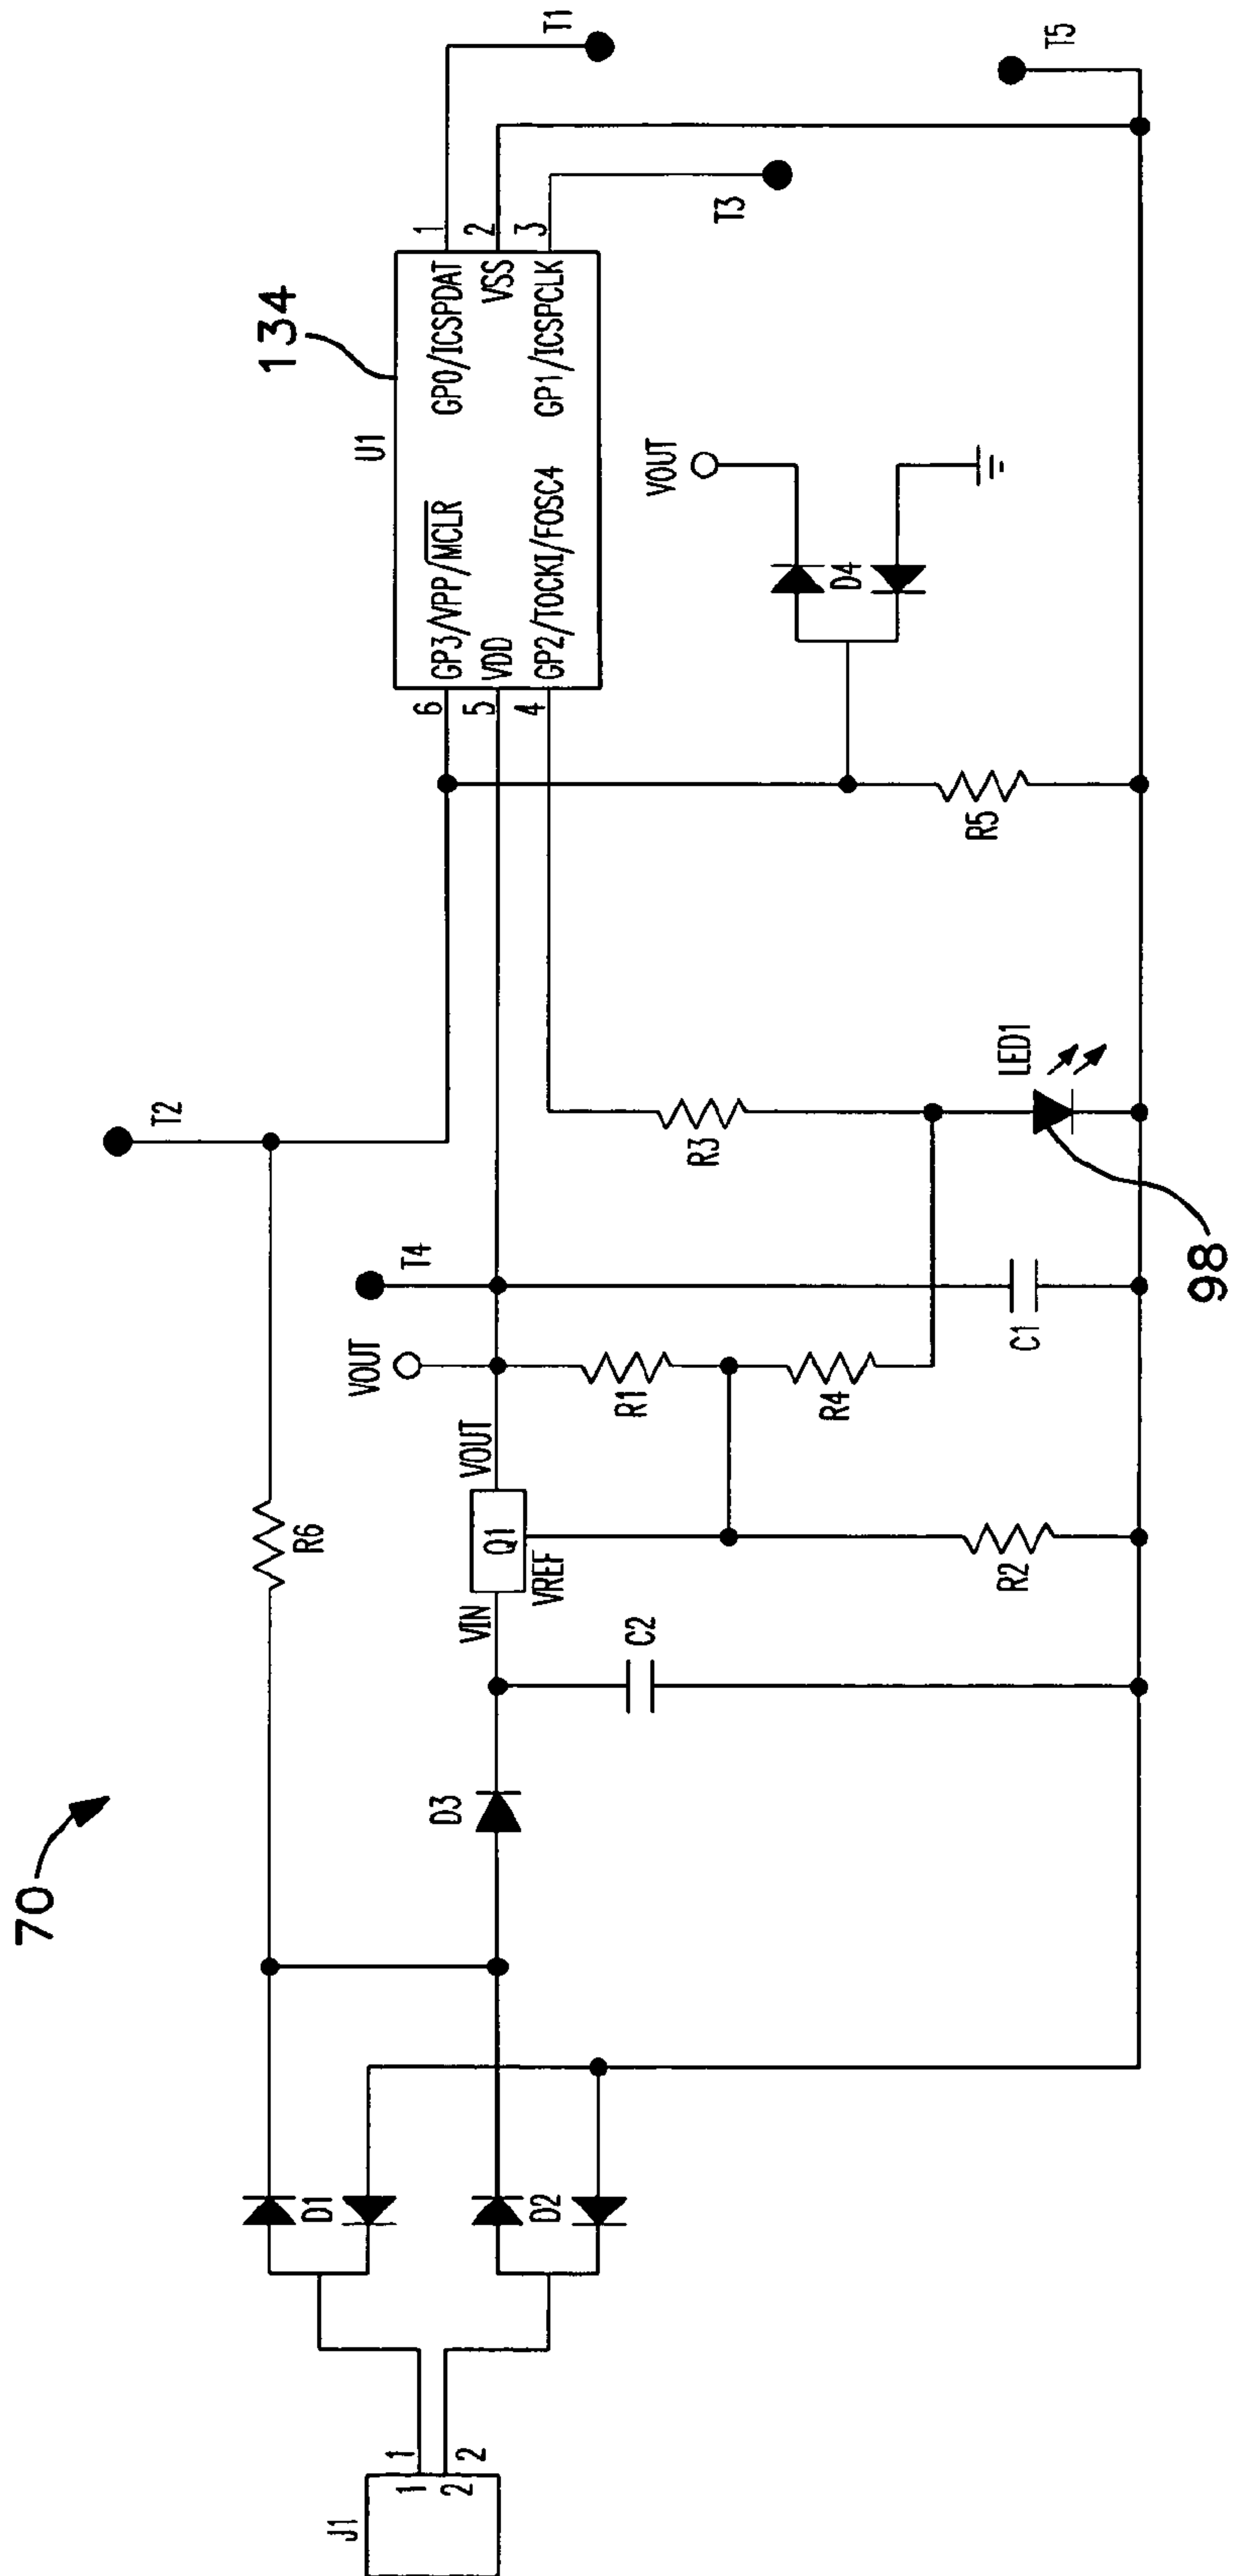 70
J1
1
1
2
2
D1
D2
D3
R6
T2
C2
VIN
Q1
VOUT
VREF
VOUT
T4
R1
R4
R2
C1
R3
LED1
98
R5
D4
VOUT
U1
134
6
GP3/VPP/MCLR
5
VDD
4
GP2/TOCKI/FOSC4
GP0/ICSPDAT
1
VSS
2
GP1/ICSPCLK
3
T1
T3
T5